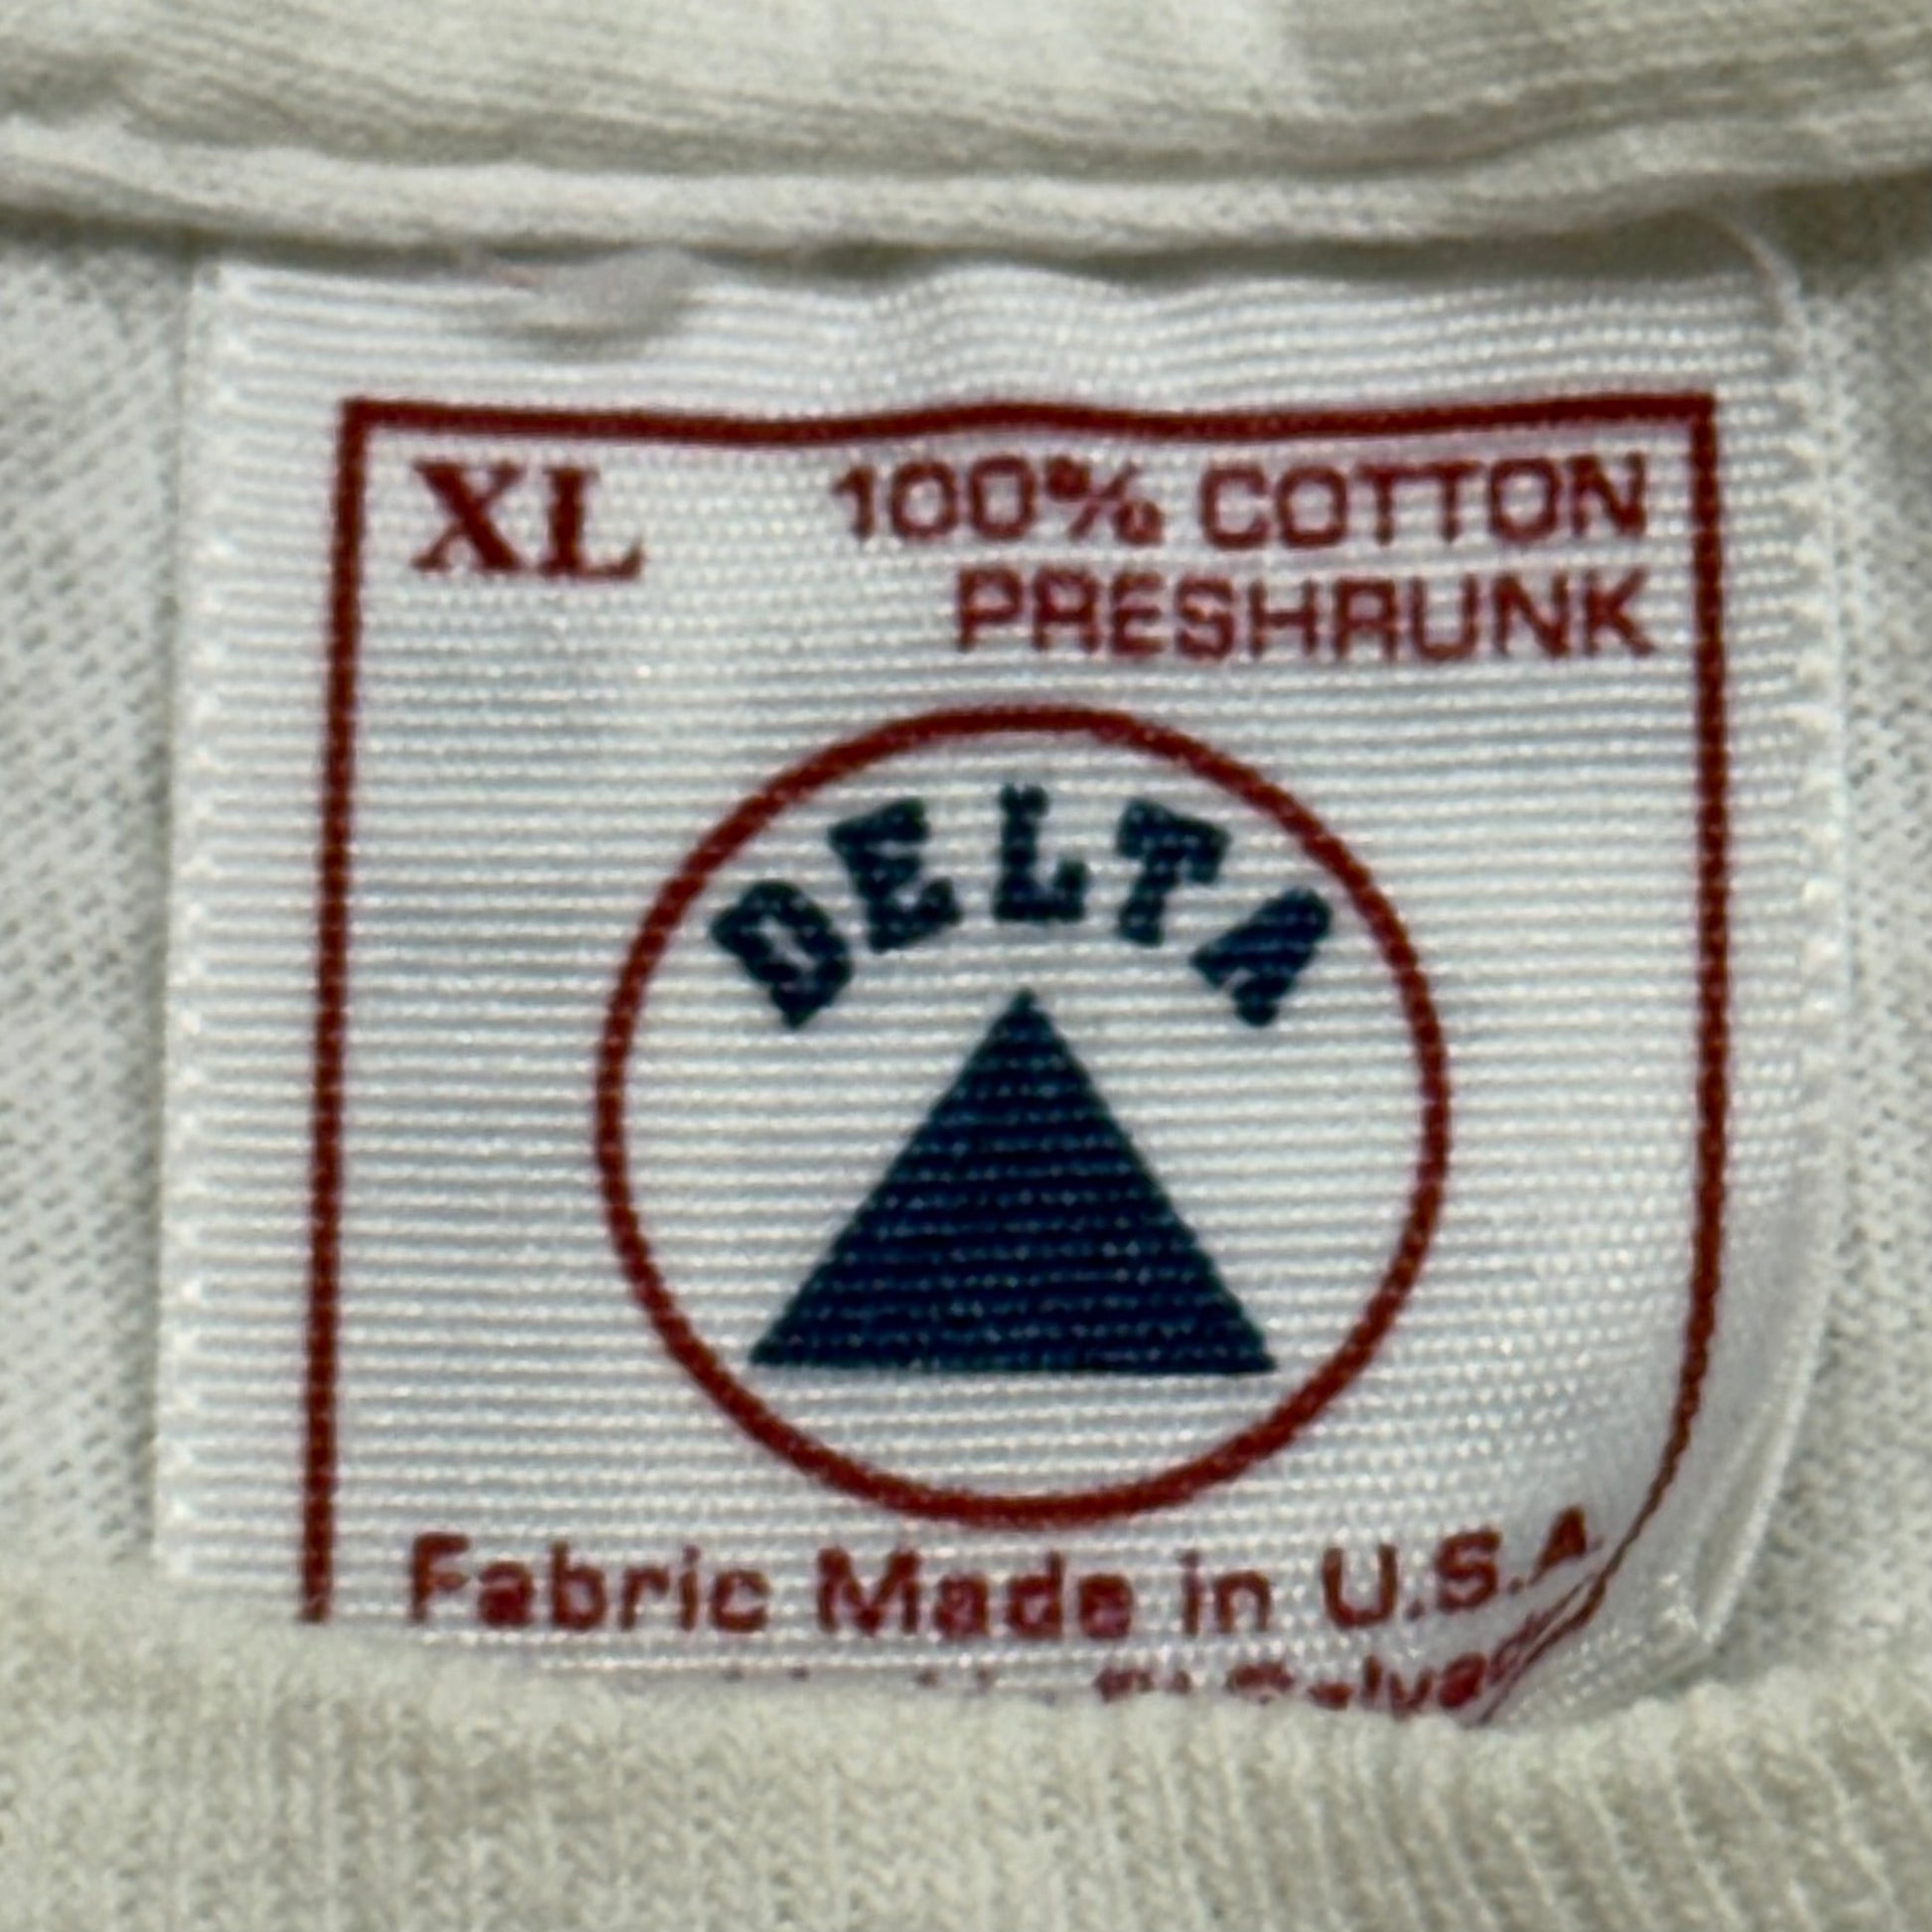 XL 100% COTTON
PRESHRUNK
DELTA
Fabric Made in U.S.A.